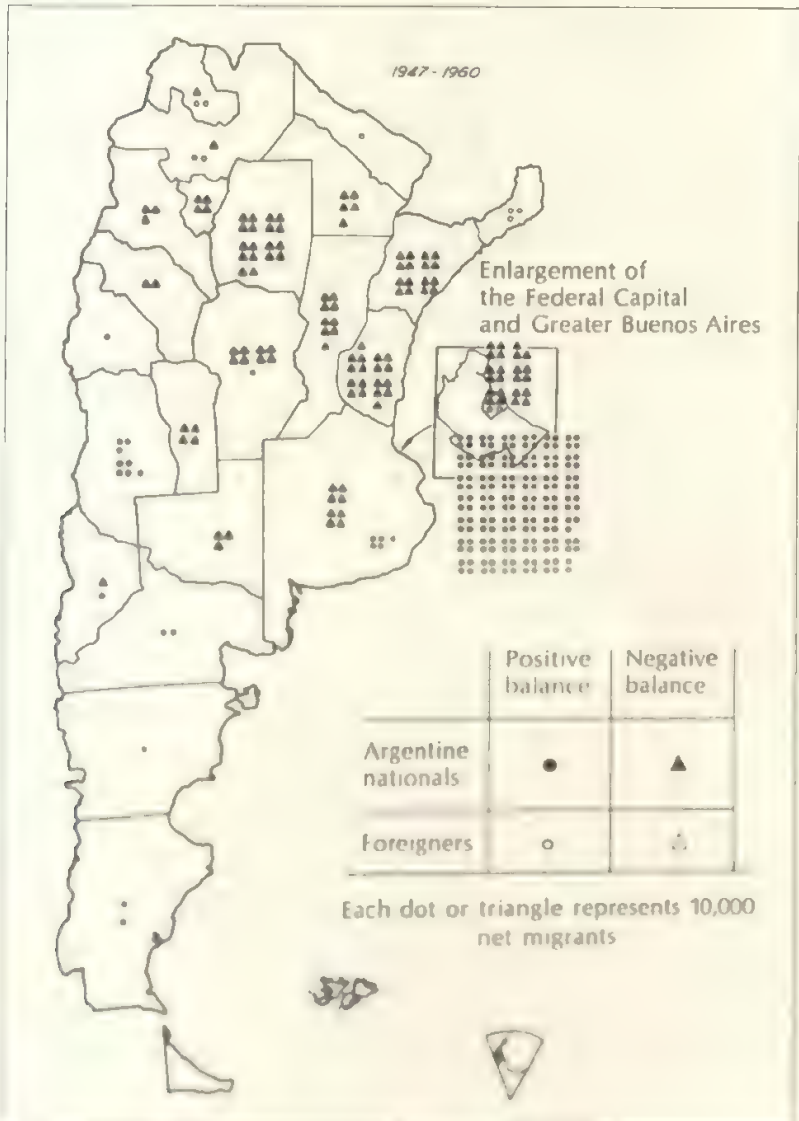 1947-1960
Enlargement of
the Federal Capital
and Greater Buenos Aires
Positive
balance
Negative
balance
Argentine
nationals
Foreigners
Each dot or triangle represents 10,000
net migrants